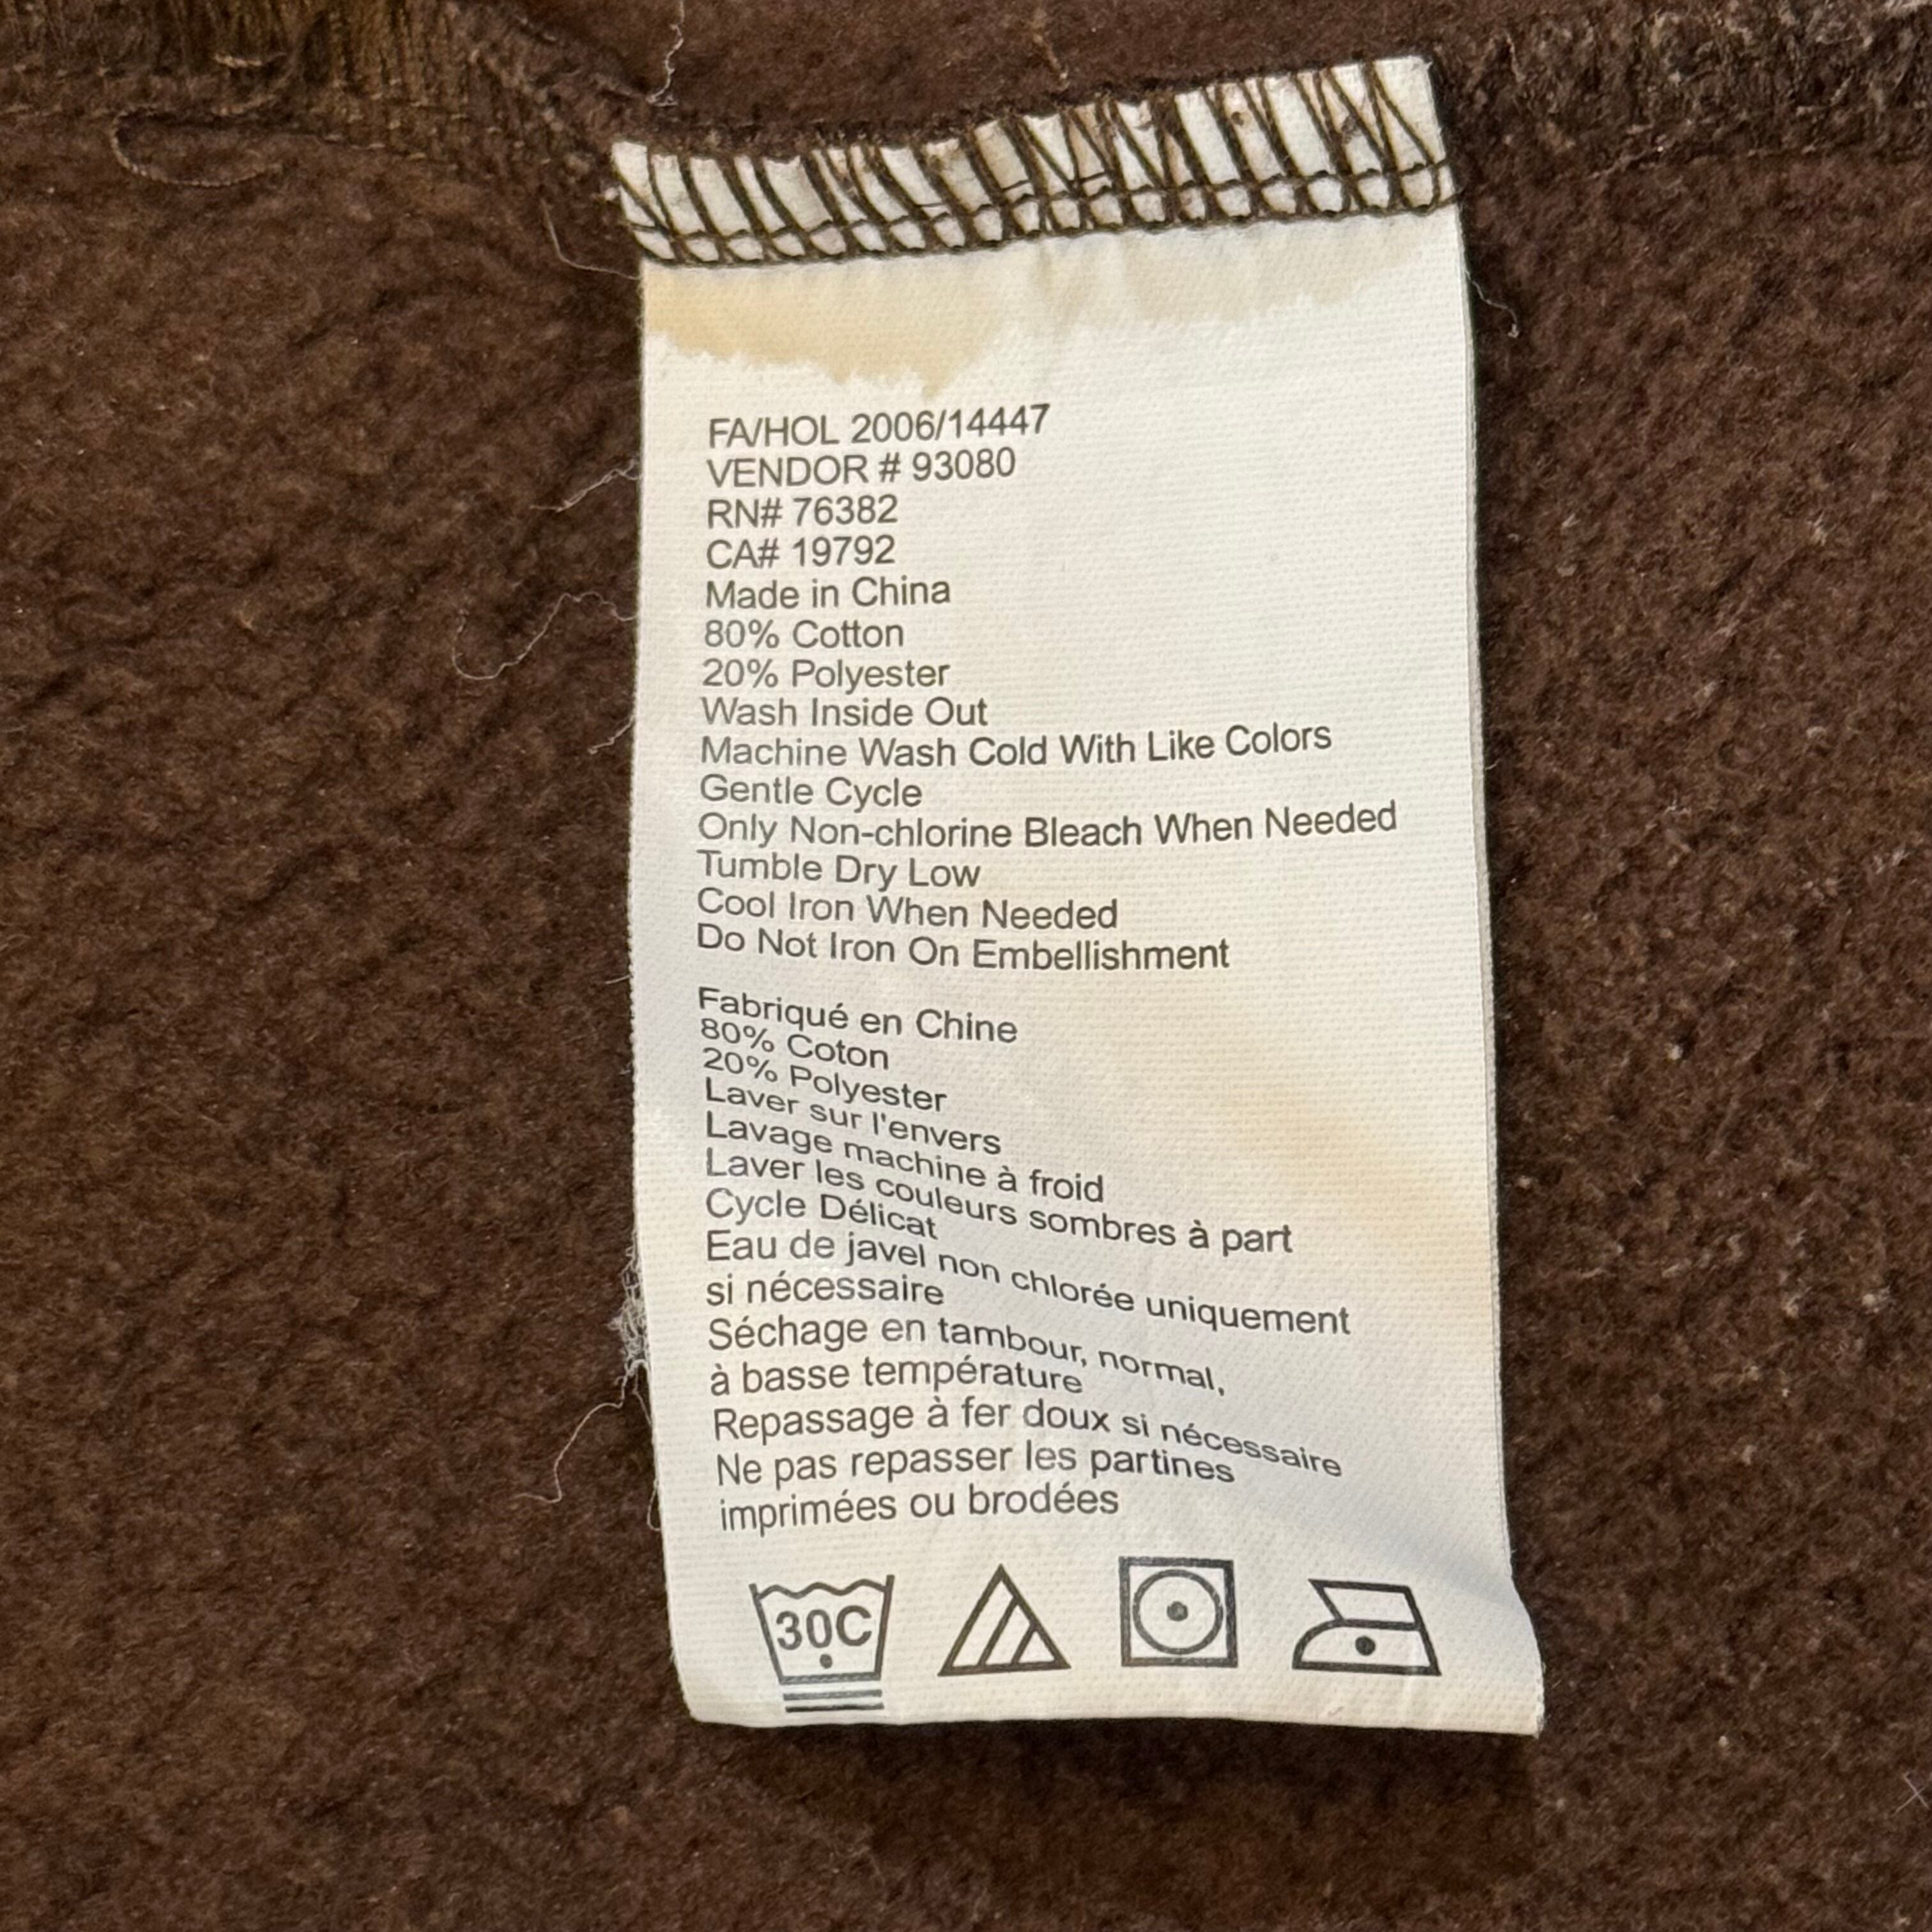 FA/HOL 2006/14447
VENDOR # 93080
RN# 76382
CA# 19792
Made in China
80% Cotton
20% Polyester
Wash Inside Out
Machine Wash Cold With Like Colors
Gentle Cycle
Only Non-chlorine Bleach When Needed
Tumble Dry Low
Cool Iron When Needed
Do Not Iron On Embellishment
Fabriqué en Chine
80% Coton
20% Polyester
Laver sur l'envers
Lavage machine à froid
Laver les couleurs sombres à part
Cycle Délicat
Eau de javel non chlorée uniquement
si nécessaire
Séchage en tambour, normal,
à basse température
Repassage à fer doux si nécessaire
Ne pas repasser les partines
imprimées ou brodées
30C